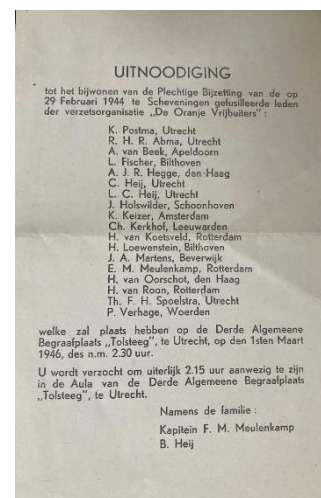 UITNOODIGING
tot het bijwonen van de Plechtige Bijzetting van de op
29 Februari 1944 te Scheveningen gefusilleerde leden
der verzetsorganisatie „De Oranje Vrijbuiters" :
K. Postma, Utrecht
R. H. R. Abma, Utrecht
A. van Beek, Apeldoorn
L. Fischer, Bilthoven
A. J. R. Hegge, den Haag
C. Heij, Utrecht
L. C. Heij, Utrecht
J. Holswilder, Schoonhoven
K. Keizer, Amsterdam
Ch. Kerkhof, Leeuwarden
H. van Koetsveld, Rotterdam
H. Loewenstein, Bilthoven
J. A. Martens, Beverwijk
E. M. Meulenkamp, Rotterdam
H. van Oorschot, den Haag
H. van Roon, Rotterdam
Th. F. H. Spoelstra, Utrecht
P. Verhage, Woerden
welke zal plaats hebben op de Derde Algemeene
Begraafplaats „Tolsteeg", te Utrecht, op den 1sten Maart
1946, des n.m. 2.30 uur.
U wordt verzocht om uiterlijk 2.15 uur aanwezig te zijn
in de Aula van de Derde Algemeene Begraafplaats
„Tolsteeg", te Utrecht.
Namens de familie :
Kapitein F. M. Meulenkamp
B. Heij